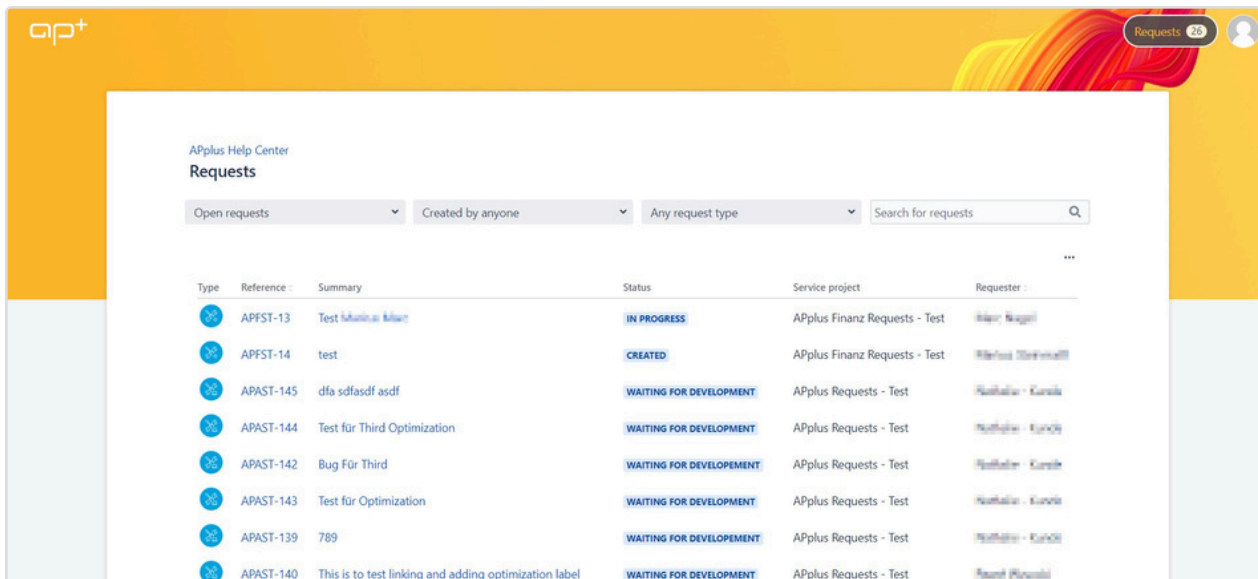 ap+
Requests 26
APplus Help Center
Requests
Open requests Created by anyone Any request type Search for requests
...
Type Reference Summary Status Service project Requester
APFST-13 Test IN PROGRESS APplus Finanz Requests - Test
APFST-14 test CREATED APplus Finanz Requests - Test
APAST-145 dfa sdfasdf asdf WAITING FOR DEVELOPMENT APplus Requests - Test
APAST-144 Test für Third Optimization WAITING FOR DEVELOPMENT APplus Requests - Test
APAST-142 Bug Für Third WAITING FOR DEVELOPEMENT APplus Requests - Test
APAST-143 Test für Optimization WAITING FOR DEVELOPMENT APplus Requests - Test
APAST-139 789 WAITING FOR DEVELOPEMENT APplus Requests - Test
APAST-140 This is to test linking and adding optimization label WAITING FOR DEVELOPMENT APplus Requests - Test